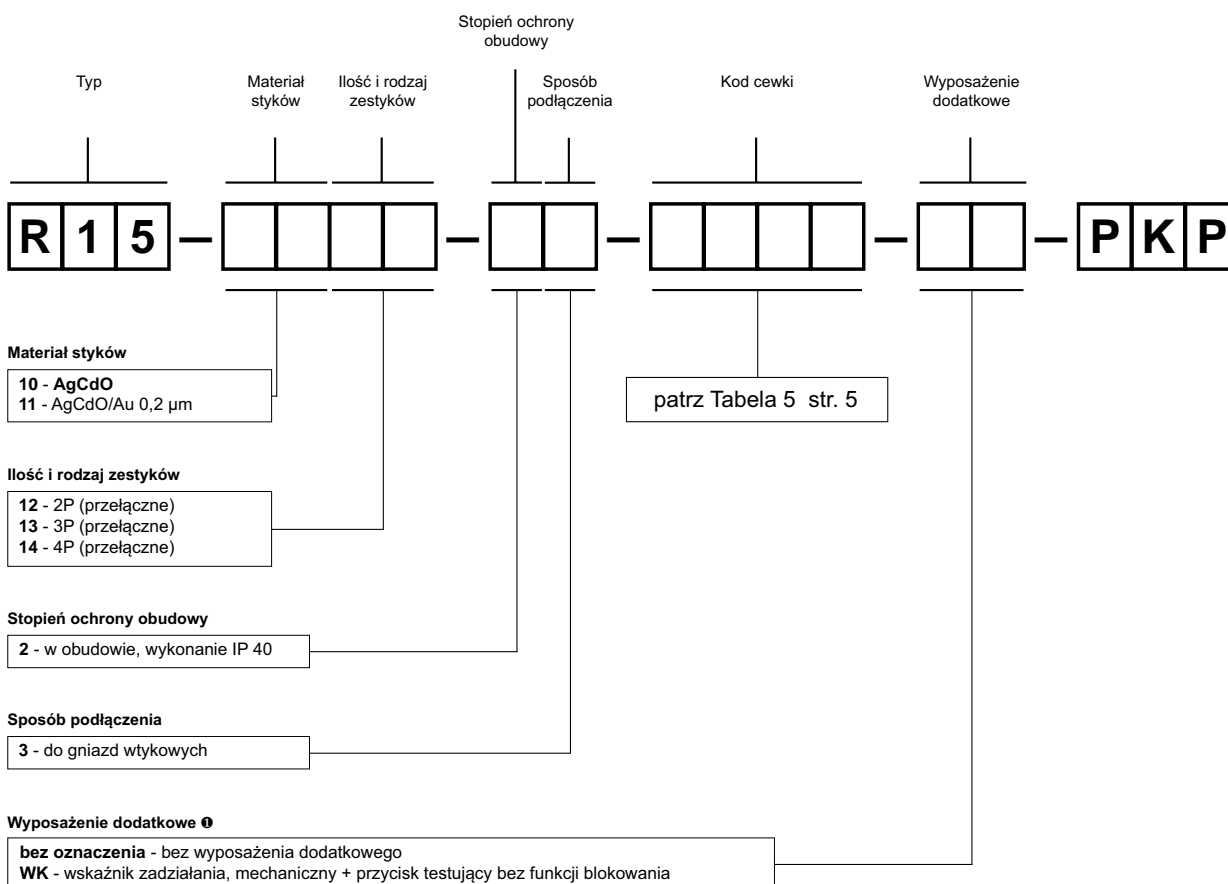 Stopień ochrony
obudowy
Typ
Materiał
styków
Ilość i rodzaj
zestyków
Sposób
podłączenia
Kod cewki
Wyposażenie
dodatkowe
R15 – – – – – PKP
Materiał styków
10 - AgCdO
11 - AgCdO/Au 0,2 µm
patrz Tabela 5 str. 5
Ilość i rodzaj zestyków
12 - 2P (przełączne)
13 - 3P (przełączne)
14 - 4P (przełączne)
Stopień ochrony obudowy
2 - w obudowie, wykonanie IP 40
Sposób podłączenia
3 - do gniazd wtykowych
Wyposażenie dodatkowe ❶
bez oznaczenia - bez wyposażenia dodatkowego
WK - wskaźnik zadziałania, mechaniczny + przycisk testujący bez funkcji blokowania